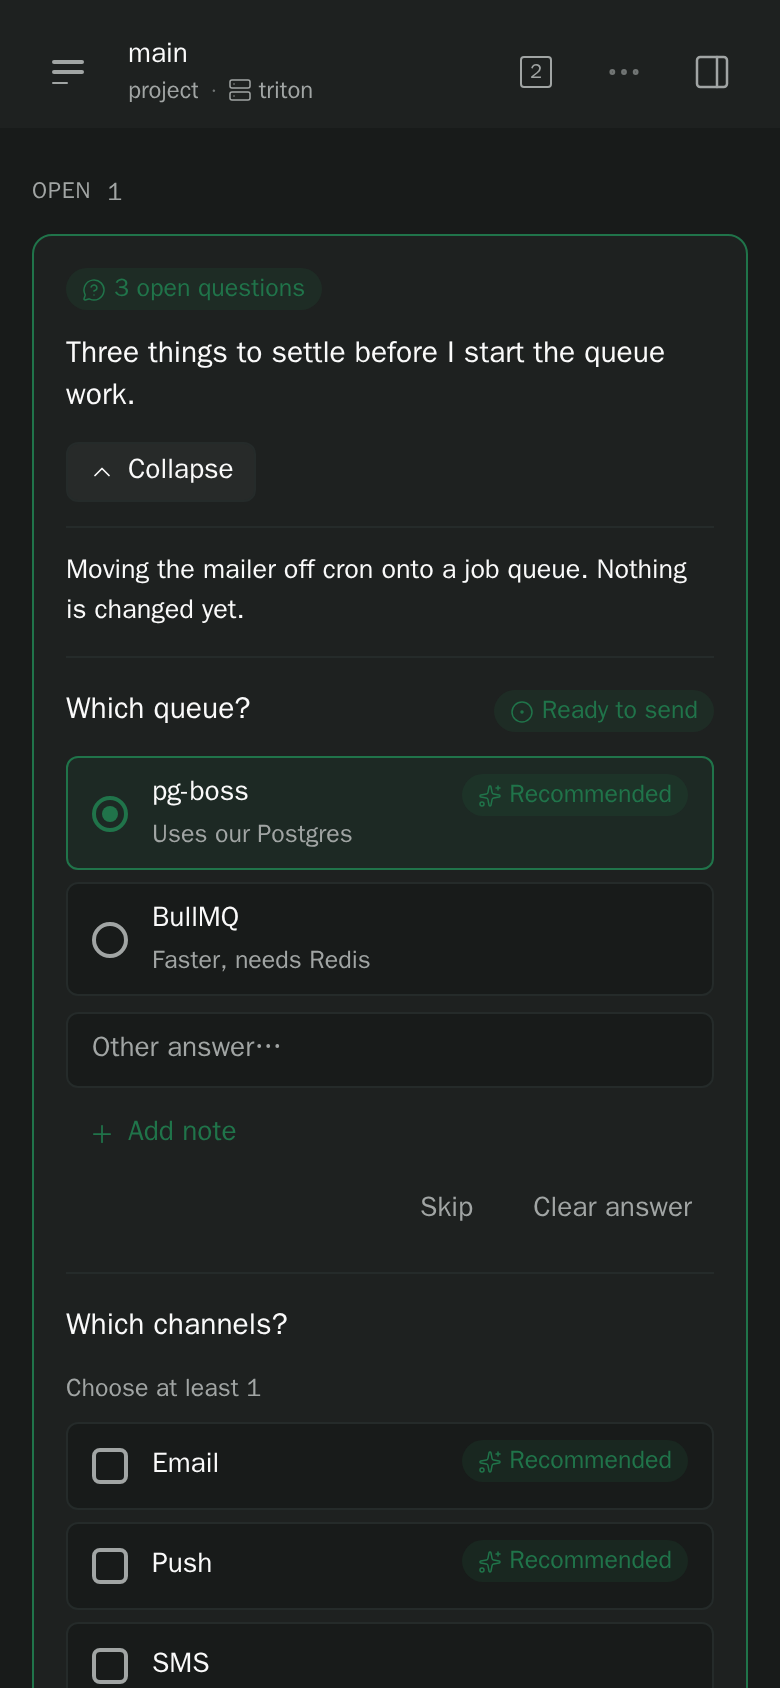 main
project · triton
2
OPEN 1
3 open questions
Three things to settle before I start the queue
work.
Collapse
Moving the mailer off cron onto a job queue. Nothing
is changed yet.
Which queue?
Ready to send
pg-boss
Recommended
Uses our Postgres
BullMQ
Faster, needs Redis
Other answer…
Add note
Skip
Clear answer
Which channels?
Choose at least 1
Email
Recommended
Push
Recommended
SMS